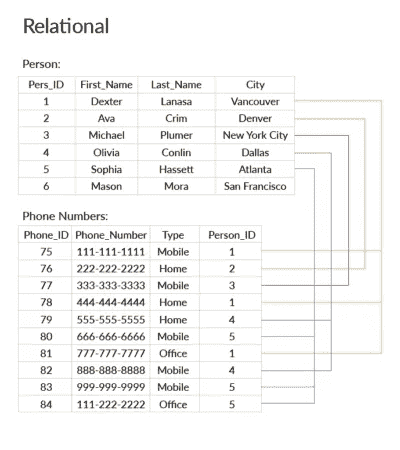 Relational
Person:
Pers_ID First_Name Last_Name City
1 Dexter Lanasa Vancouver
2 Ava Crim Denver
3 Michael Plumer New York City
4 Olivia Conlin Dallas
5 Sophia Hassett Atlanta
6 Mason Mora San Francisco
Phone Numbers:
Phone_ID Phone_Number Type Person_ID
75 111-111-1111 Mobile 1
76 222-222-2222 Home 2
77 333-333-3333 Mobile 3
78 444-444-4444 Home 1
79 555-555-5555 Home 4
80 666-666-6666 Mobile 5
81 777-777-7777 Office 1
82 888-888-8888 Mobile 4
83 999-999-9999 Mobile 5
84 111-222-2222 Office 5